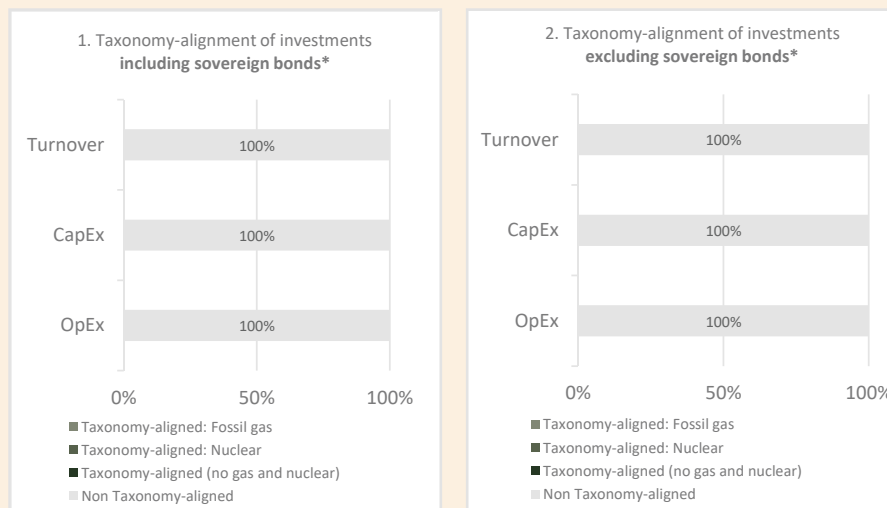 1. Taxonomy-alignment of investments
including sovereign bonds*
Turnover
100%
CapEx
100%
OpEx
100%
0%
50%
100%
Taxonomy-aligned: Fossil gas
Taxonomy-aligned: Nuclear
Taxonomy-aligned (no gas and nuclear)
Non Taxonomy-aligned
2. Taxonomy-alignment of investments
excluding sovereign bonds*
Turnover
100%
CapEx
100%
OpEx
100%
0%
50%
100%
Taxonomy-aligned: Fossil gas
Taxonomy-aligned: Nuclear
Taxonomy-aligned (no gas and nuclear)
Non Taxonomy-aligned